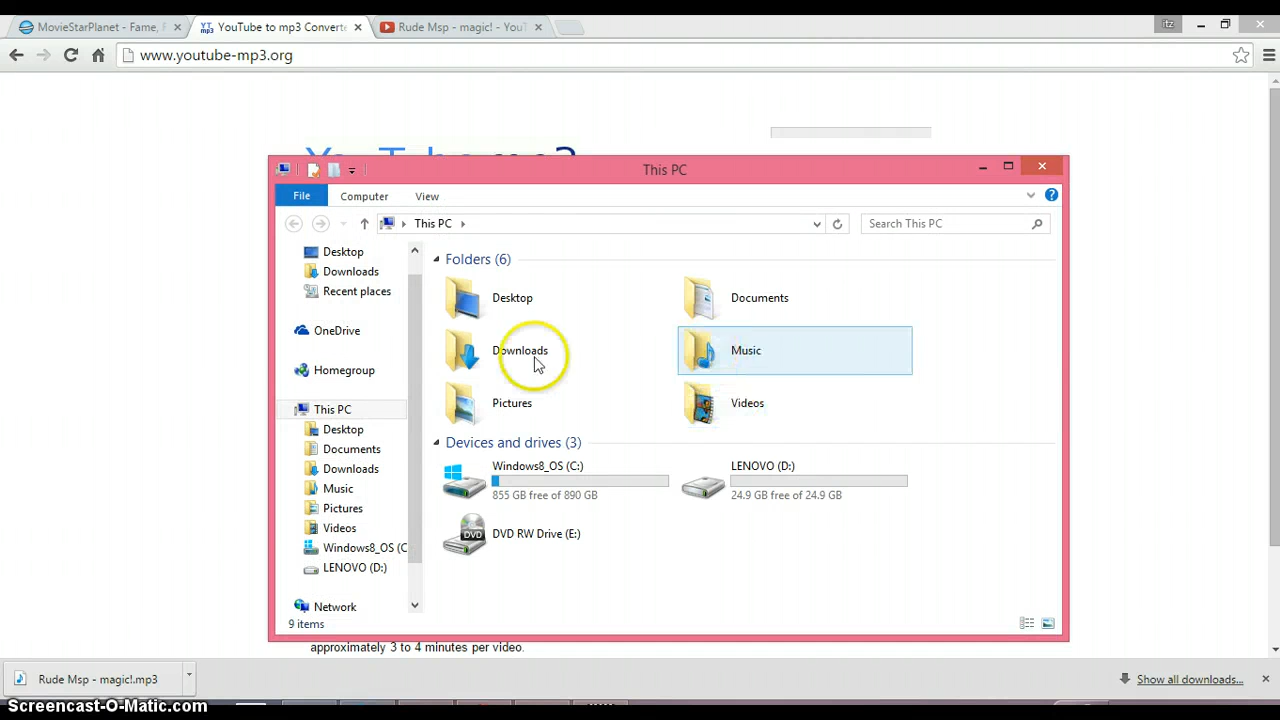 MovieStarPlanet - Fame, F
YouTube to mp3 Converte
Rude Msp - magic! - YouT
itz
www.youtube-mp3.org
This PC
File
Computer
View
This PC
Search This PC
Desktop
Downloads
Recent places
OneDrive
Homegroup
This PC
Desktop
Documents
Downloads
Music
Pictures
Videos
Windows8_OS (C
LENOVO (D:)
Network
Folders (6)
Desktop
Documents
Downloads
Music
Pictures
Videos
Devices and drives (3)
Windows8_OS (C:)
855 GB free of 890 GB
LENOVO (D:)
24.9 GB free of 24.9 GB
DVD
DVD RW Drive (E:)
9 items
approximately 3 to 4 minutes per video.
Rude Msp - magic!.mp3
Show all downloads...
Screencast-O-Matic.com